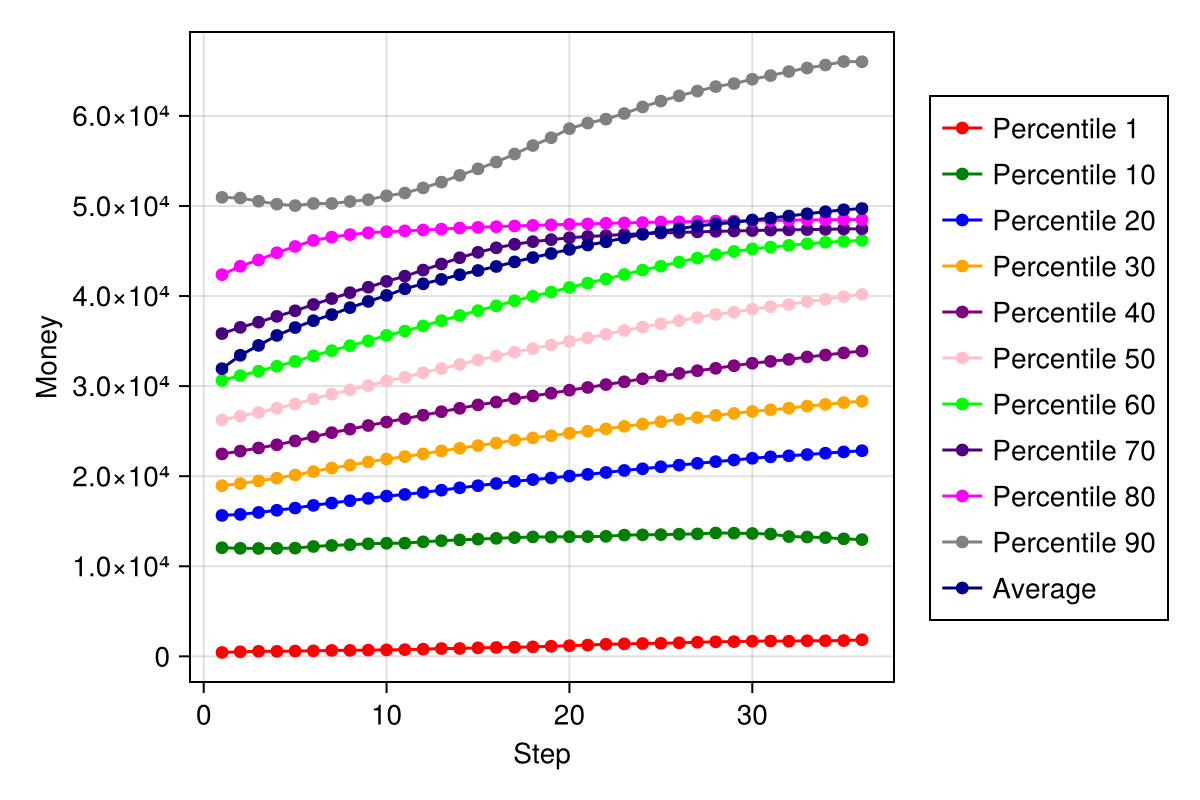 6.0×10⁴
5.0×10⁴
4.0×10⁴
3.0×10⁴
2.0×10⁴
1.0×10⁴
0
Money
0 10 20 30
Step
Percentile 1
Percentile 10
Percentile 20
Percentile 30
Percentile 40
Percentile 50
Percentile 60
Percentile 70
Percentile 80
Percentile 90
Average